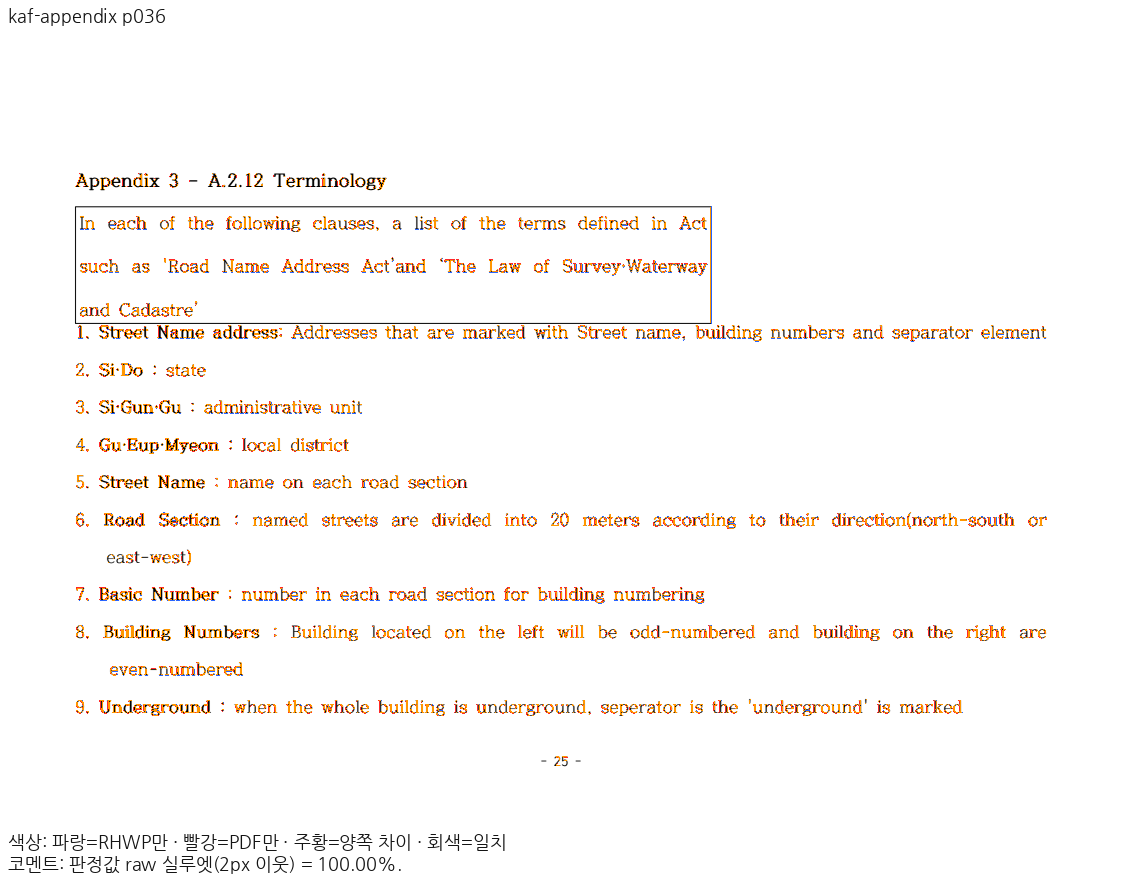 kaf-appendix p036
Appendix 3 - A.2.12 Terminology
In each of the following clauses, a list of the terms defined in Act
such as 'Road Name Address Act'and ‘The Law of Survey·Waterway
and Cadastre’
1. Street Name address: Addresses that are marked with Street name, building numbers and separator element
2. Si·Do : state
3. Si·Gun·Gu : administrative unit
4. Gu·Eup·Myeon : local district
5. Street Name : name on each road section
6. Road Section : named streets are divided into 20 meters according to their direction(north-south or
east-west)
7. Basic Number : number in each road section for building numbering
8. Building Numbers : Building located on the left will be odd-numbered and building on the right are
even-numbered
9. Underground : when the whole building is underground, seperator is the 'underground' is marked
- 25 -
색상: 파랑=RHWP만 · 빨강=PDF만 · 주황=양쪽 차이 · 회색=일치
코멘트: 판정값 raw 실루엣(2px 이웃) = 100.00%.